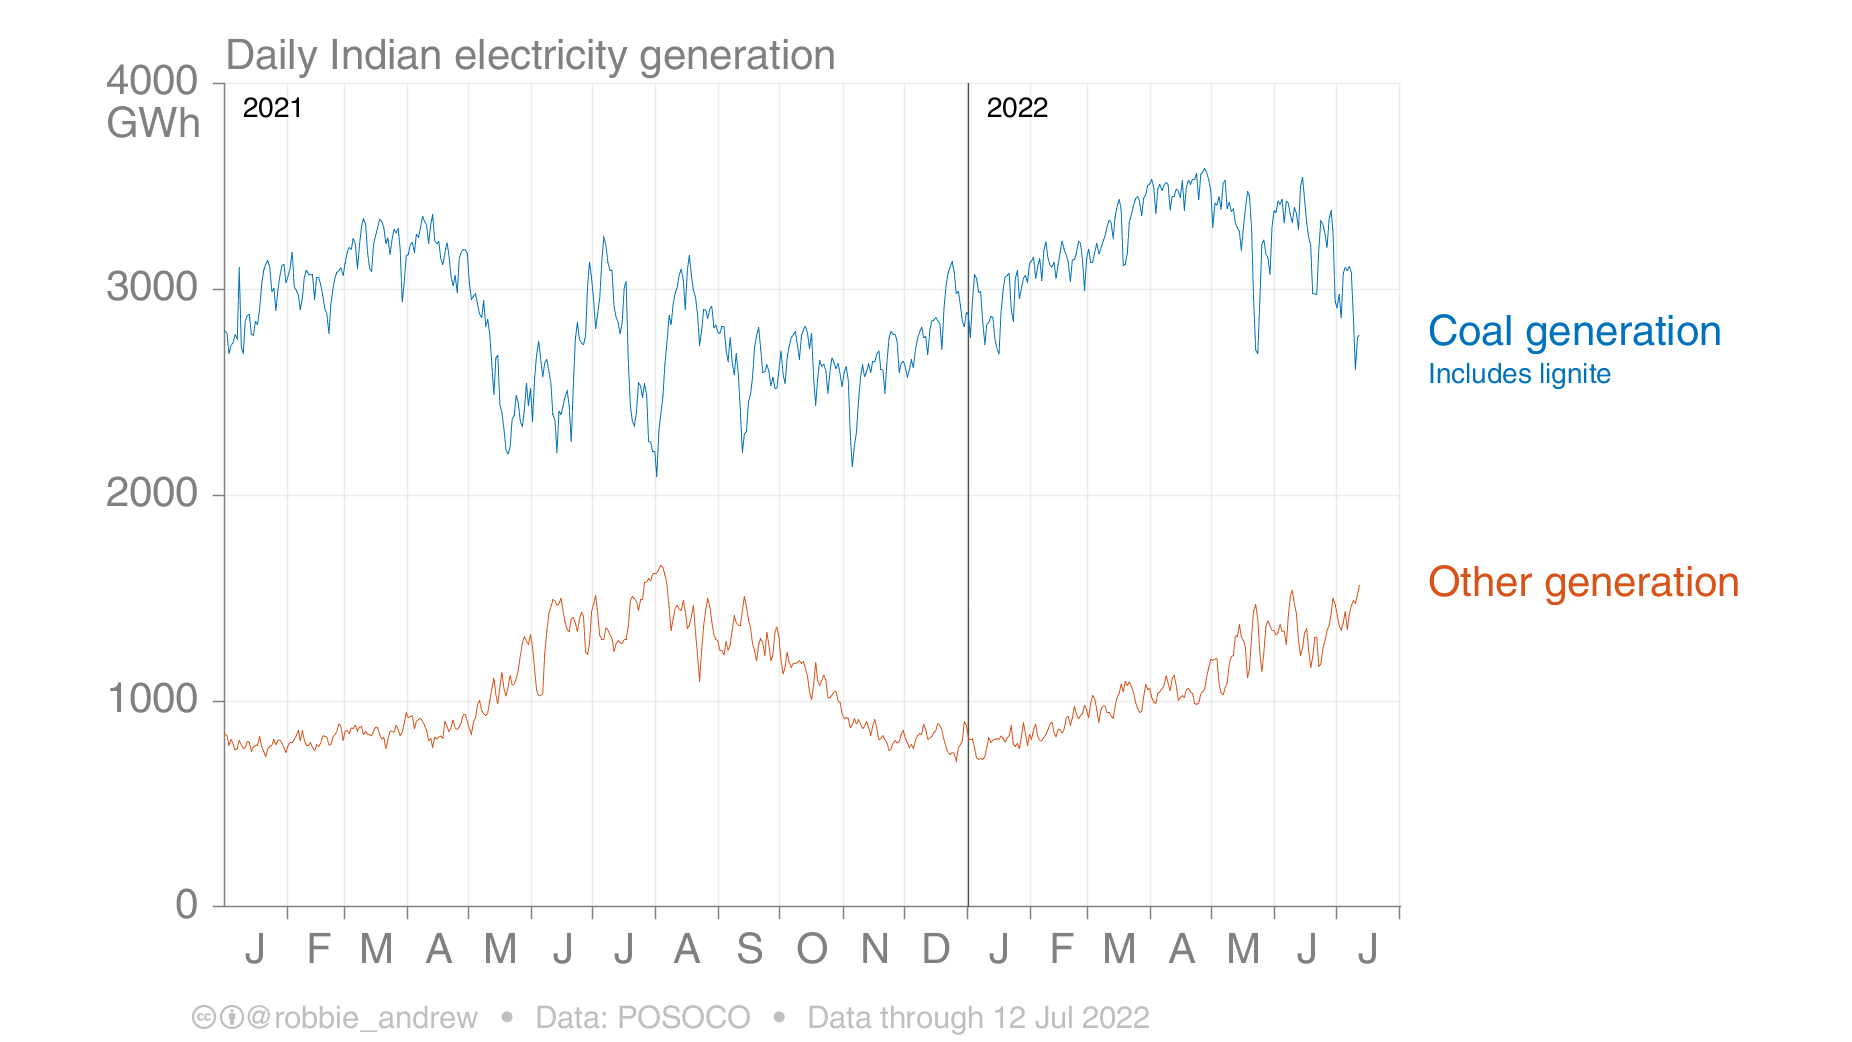 Daily Indian electricity generation
4000
GWh
2021
2022
3000
Coal generation
Includes lignite
2000
Other generation
1000
0
J F M A M J J A S O N D J F M A M J J
@robbie_andrew • Data: POSOCO • Data through 12 Jul 2022